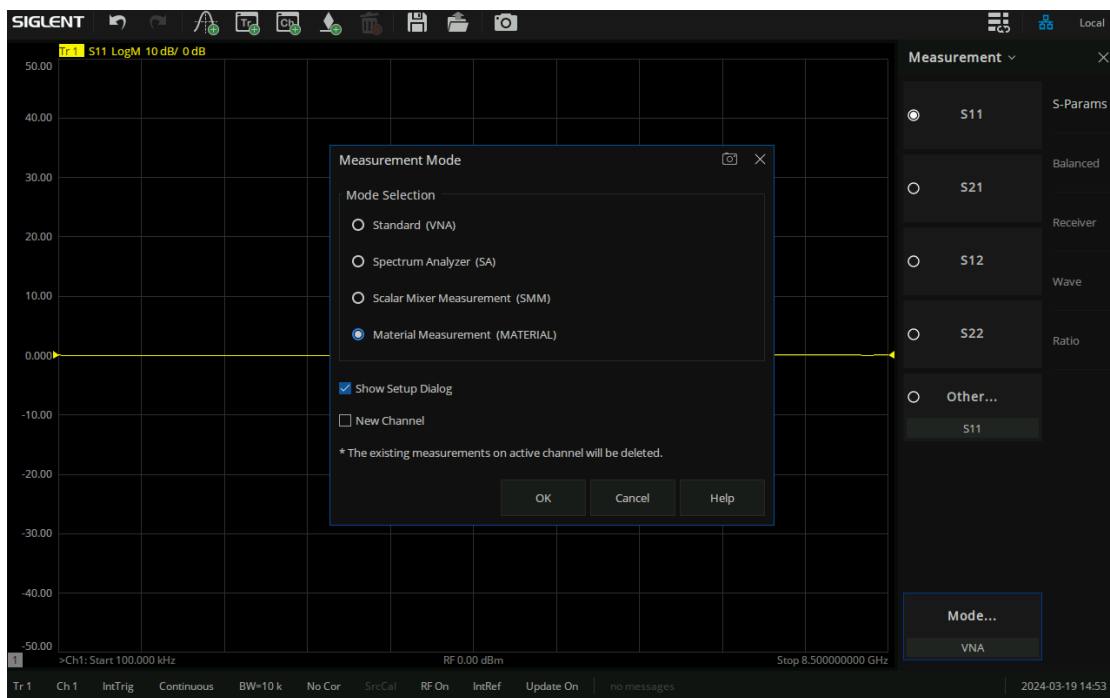 SIGLENT
Tr
Ch
Local
Tr 1 S11 LogM 10 dB/ 0 dB
50.00
40.00
30.00
20.00
10.00
0.000
-10.00
-20.00
-30.00
-40.00
-50.00
Measurement Mode
Mode Selection
Standard (VNA)
Spectrum Analyzer (SA)
Scalar Mixer Measurement (SMM)
Material Measurement (MATERIAL)
Show Setup Dialog
New Channel
* The existing measurements on active channel will be deleted.
OK Cancel Help
Measurement
S11
S21
S12
S22
Other...
S11
Mode...
VNA
S-Params
Balanced
Receiver
Wave
Ratio
1 >Ch1: Start 100.000 kHz RF 0.00 dBm Stop 8.500000000 GHz
Tr 1 Ch 1 IntTrig Continuous BW=10 k No Cor SrcCal RF On IntRef Update On no messages 2024-03-19 14:53